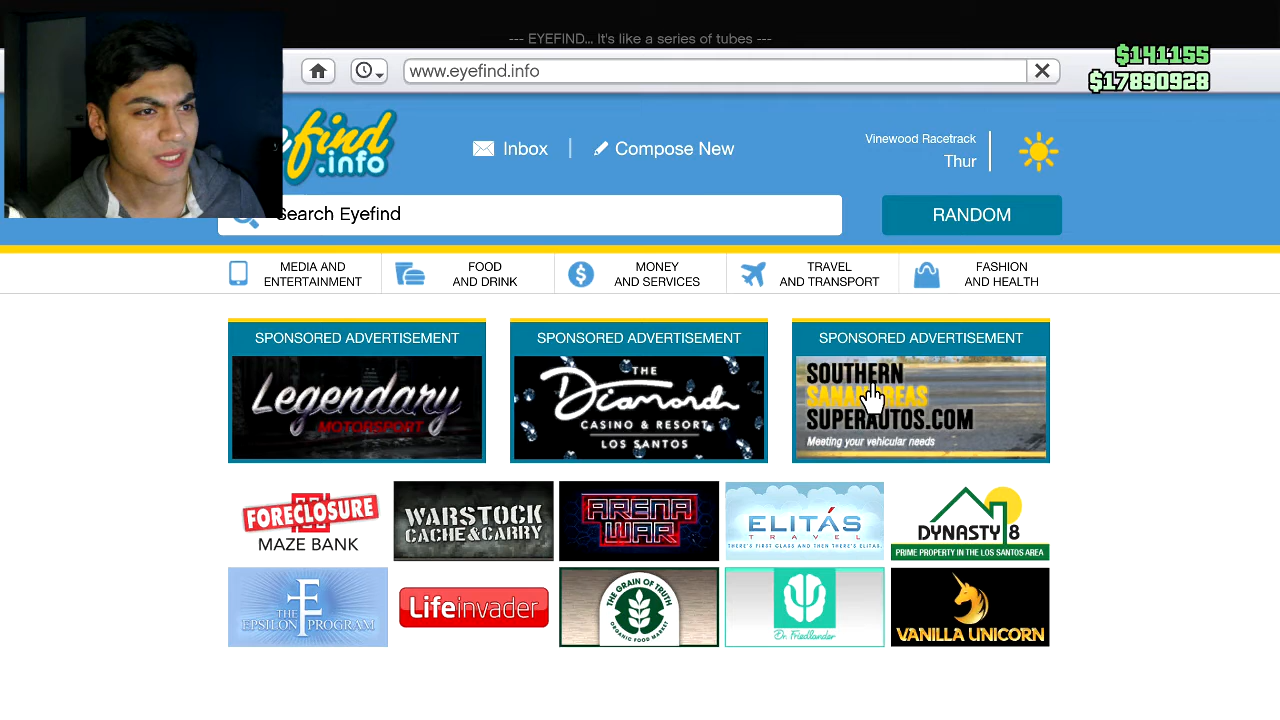 --- EYEFIND... It's like a series of tubes ---
www.eyefind.info
$141155
$17890928
eyefind
.info
Inbox
Compose New
Vinewood Racetrack
Thur
Search Eyefind
RANDOM
MEDIA AND
ENTERTAINMENT
FOOD
AND DRINK
MONEY
AND SERVICES
TRAVEL
AND TRANSPORT
FASHION
AND HEALTH
SPONSORED ADVERTISEMENT
Legendary
MOTORSPORT
SPONSORED ADVERTISEMENT
THE
Diamond
CASINO & RESORT
LOS SANTOS
SPONSORED ADVERTISEMENT
SOUTHERN
SAN ANDREAS
SUPERAUTOS.COM
Meeting your vehicular needs
FORECLOSURE
MAZE BANK
WARSTOCK
CACHE & CARRY
ARENA
WAR
ELITÁS
TRAVEL
THERE'S FIRST CLASS AND THEN THERE'S ELITAS.
DYNASTY 8
PRIME PROPERTY IN THE LOS SANTOS AREA
THE
EPSILON PROGRAM
Lifeinvader
THE GRAIN OF TRUTH
ORGANIC FOOD MARKET
Dr. Friedlander
VANILLA UNICORN